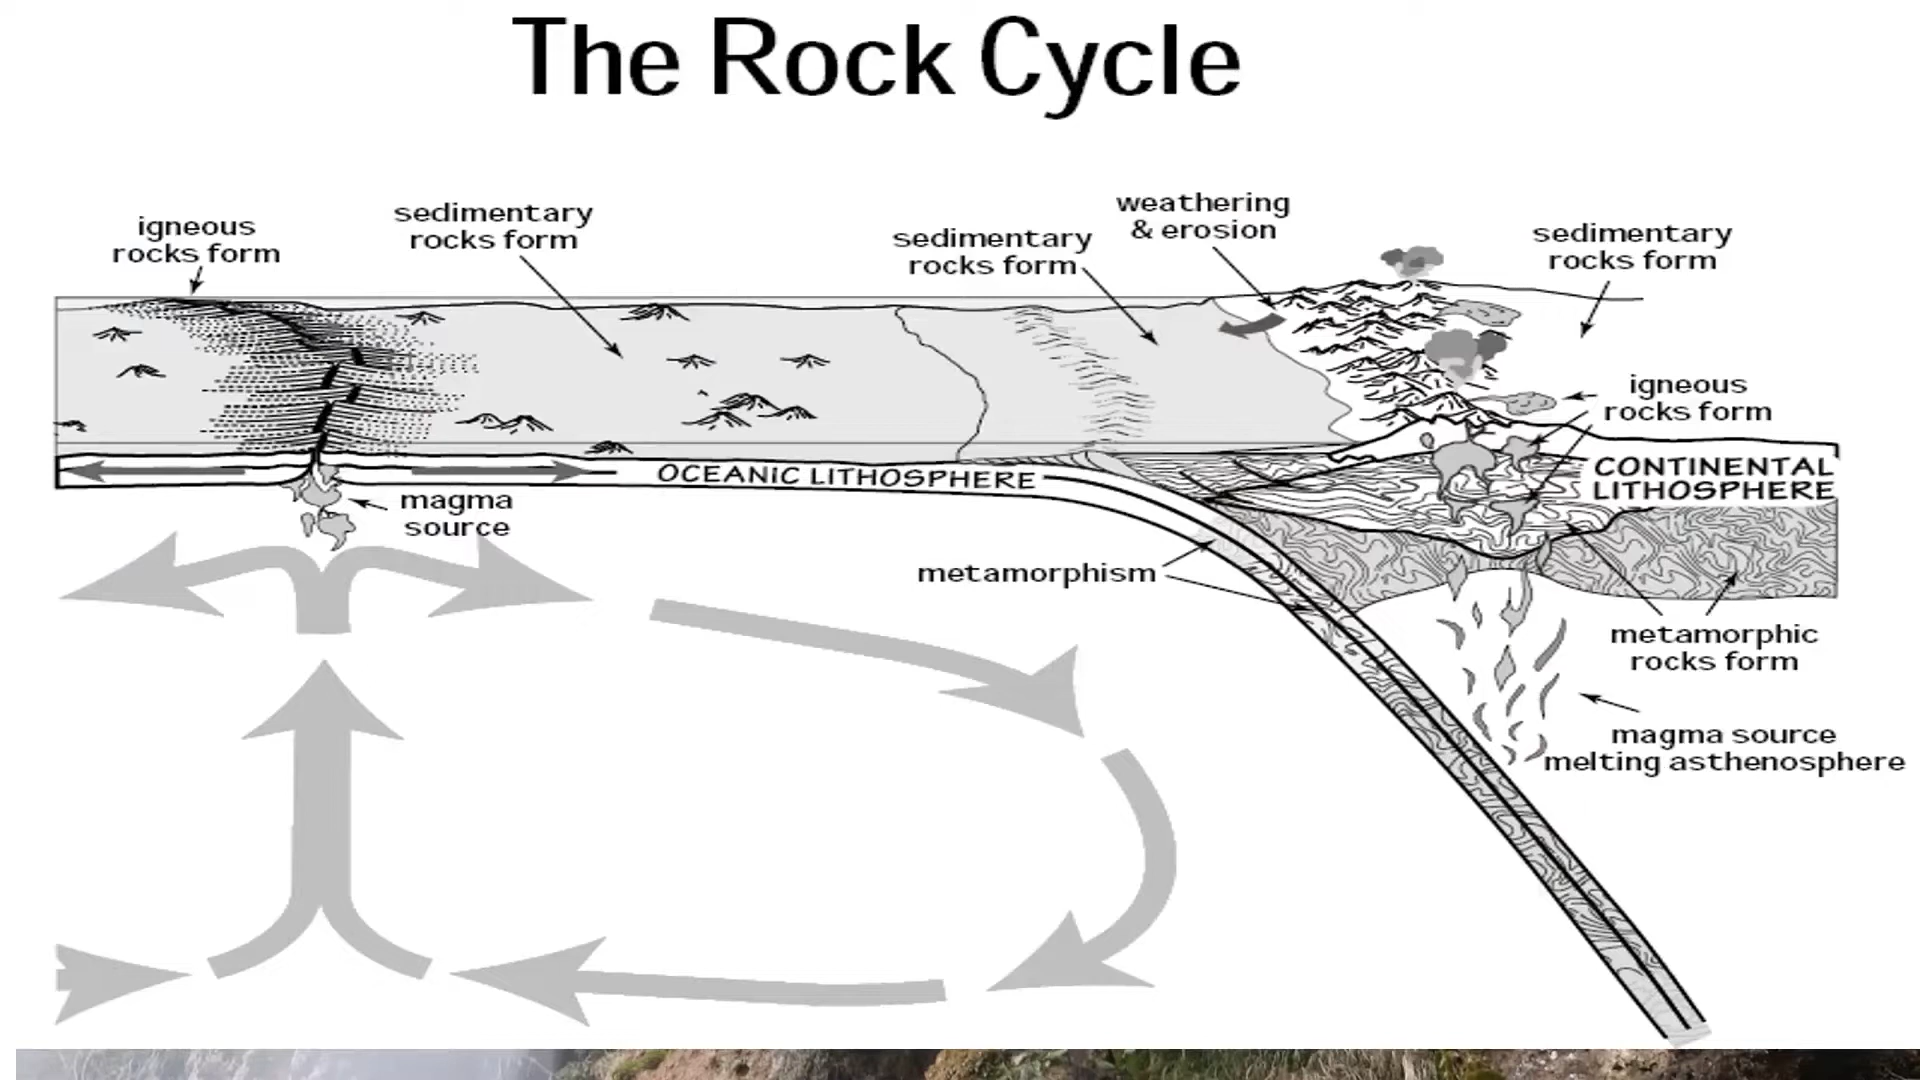 The Rock Cycle
igneous
rocks form
sedimentary
rocks form
sedimentary
rocks form
weathering
& erosion
sedimentary
rocks form
igneous
rocks form
OCEANIC LITHOSPHERE
CONTINENTAL
LITHOSPHERE
magma
source
metamorphism
metamorphic
rocks form
magma source
melting asthenosphere